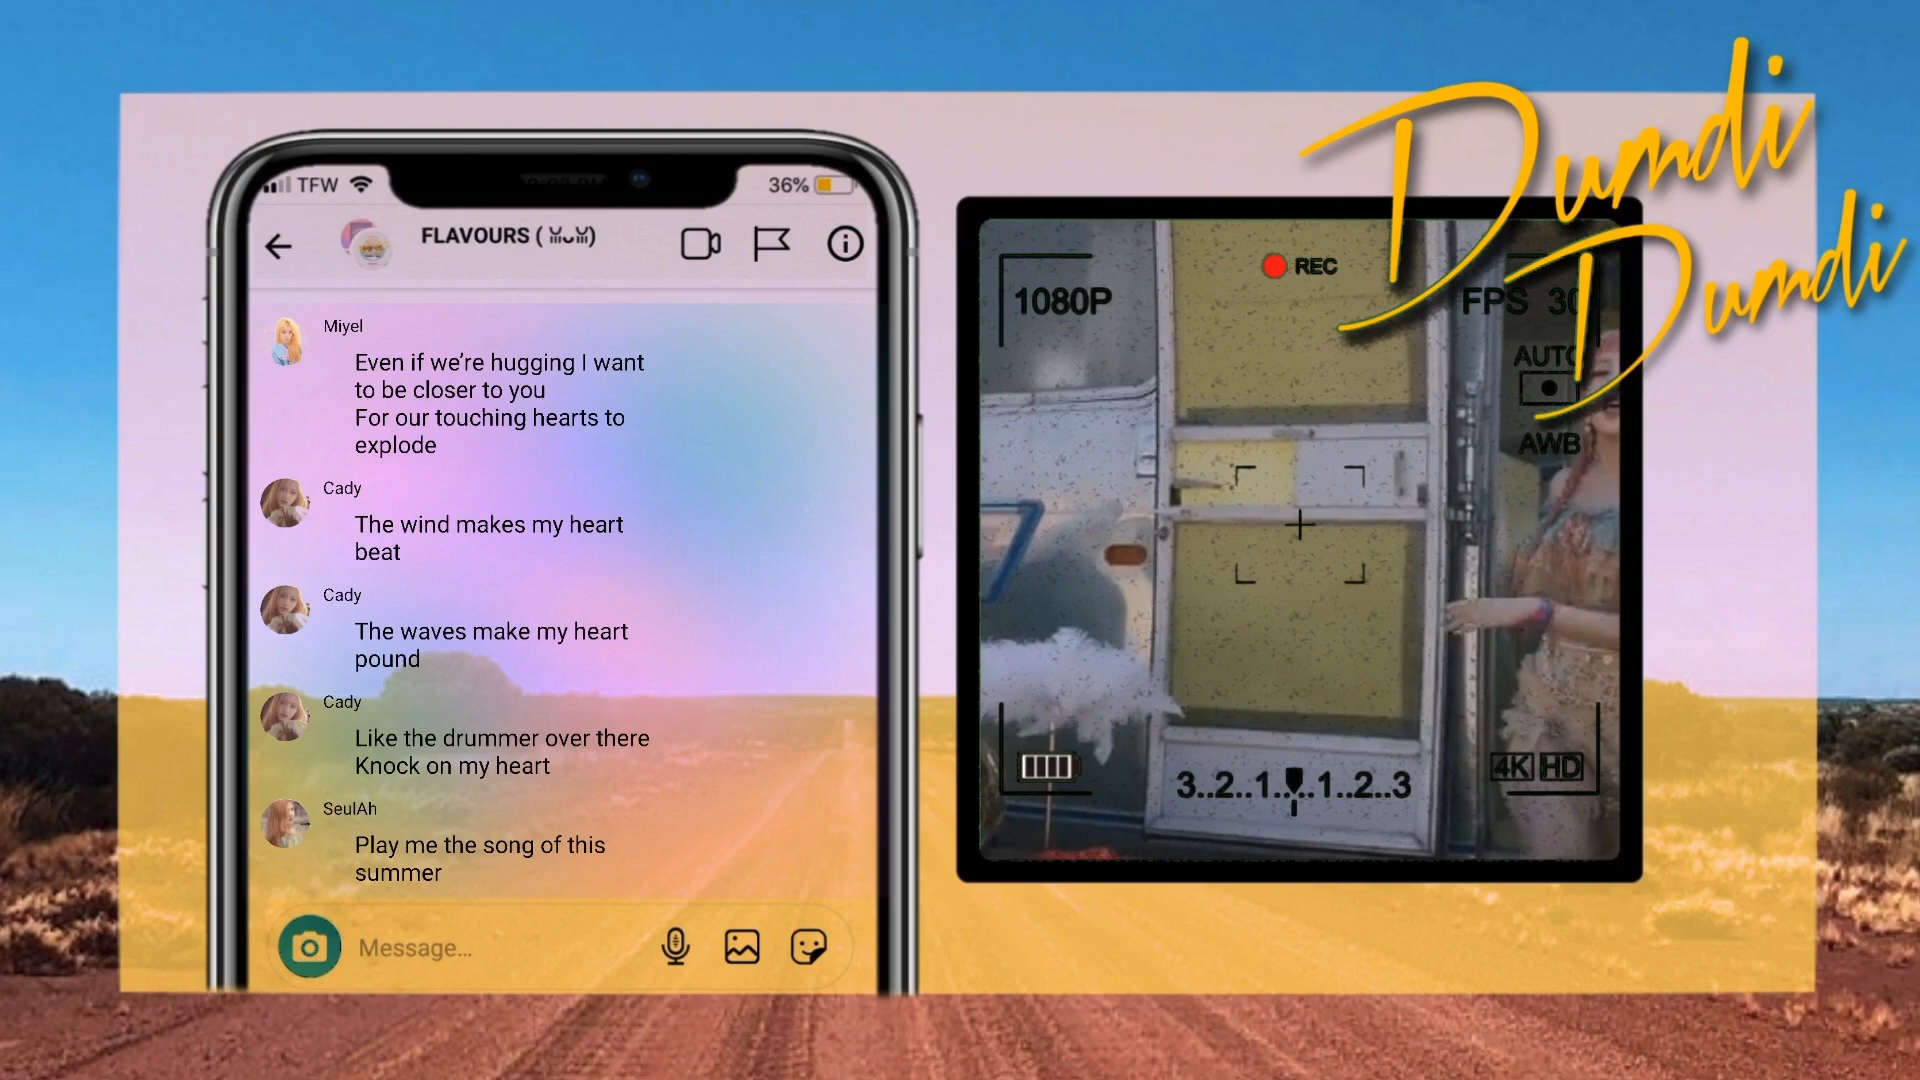 Dumdi
Dumdi
TFW
36%
FLAVOURS
Miyel
Even if we’re hugging I want
to be closer to you
For our touching hearts to
explode
Cady
The wind makes my heart
beat
Cady
The waves make my heart
pound
Cady
Like the drummer over there
Knock on my heart
SeulAh
Play me the song of this
summer
Message...
REC
1080P
FPS 30
AUTO
AWB
3..2..1....1..2..3
4K HD